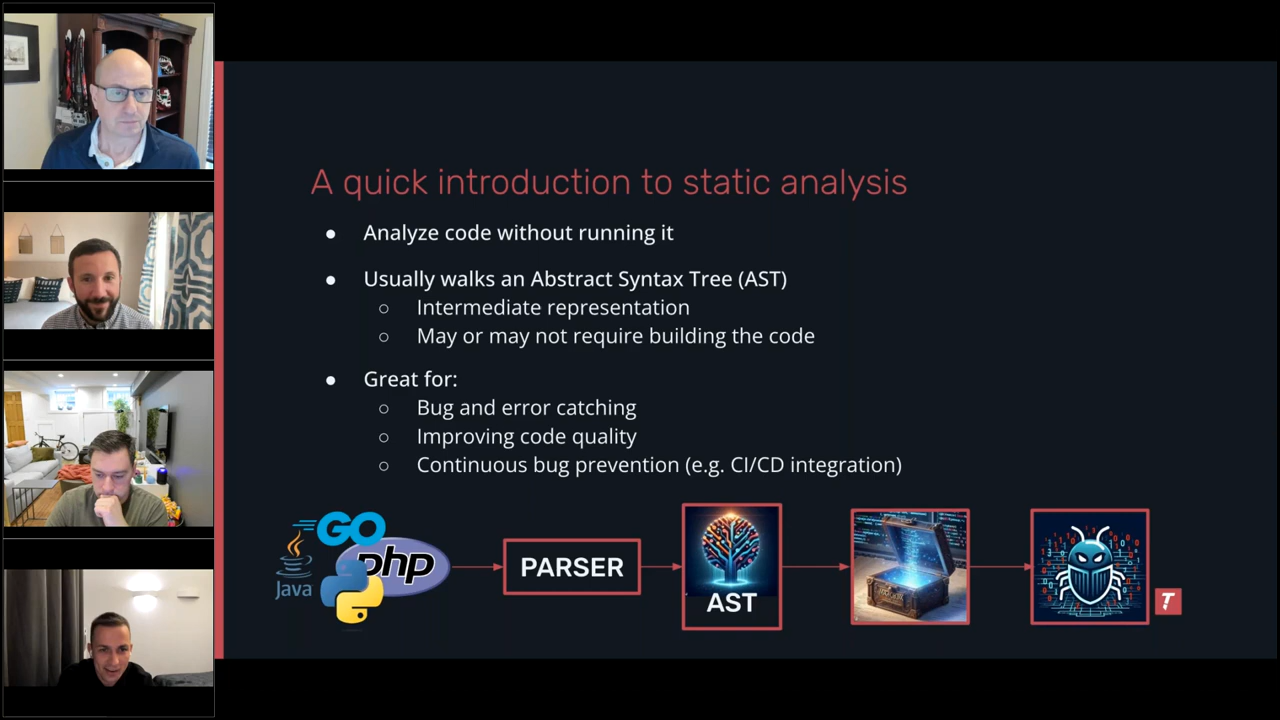 A quick introduction to static analysis
● Analyze code without running it
● Usually walks an Abstract Syntax Tree (AST)
○ Intermediate representation
○ May or may not require building the code
● Great for:
○ Bug and error catching
○ Improving code quality
○ Continuous bug prevention (e.g. CI/CD integration)
GO
Java
php
PARSER
AST
T